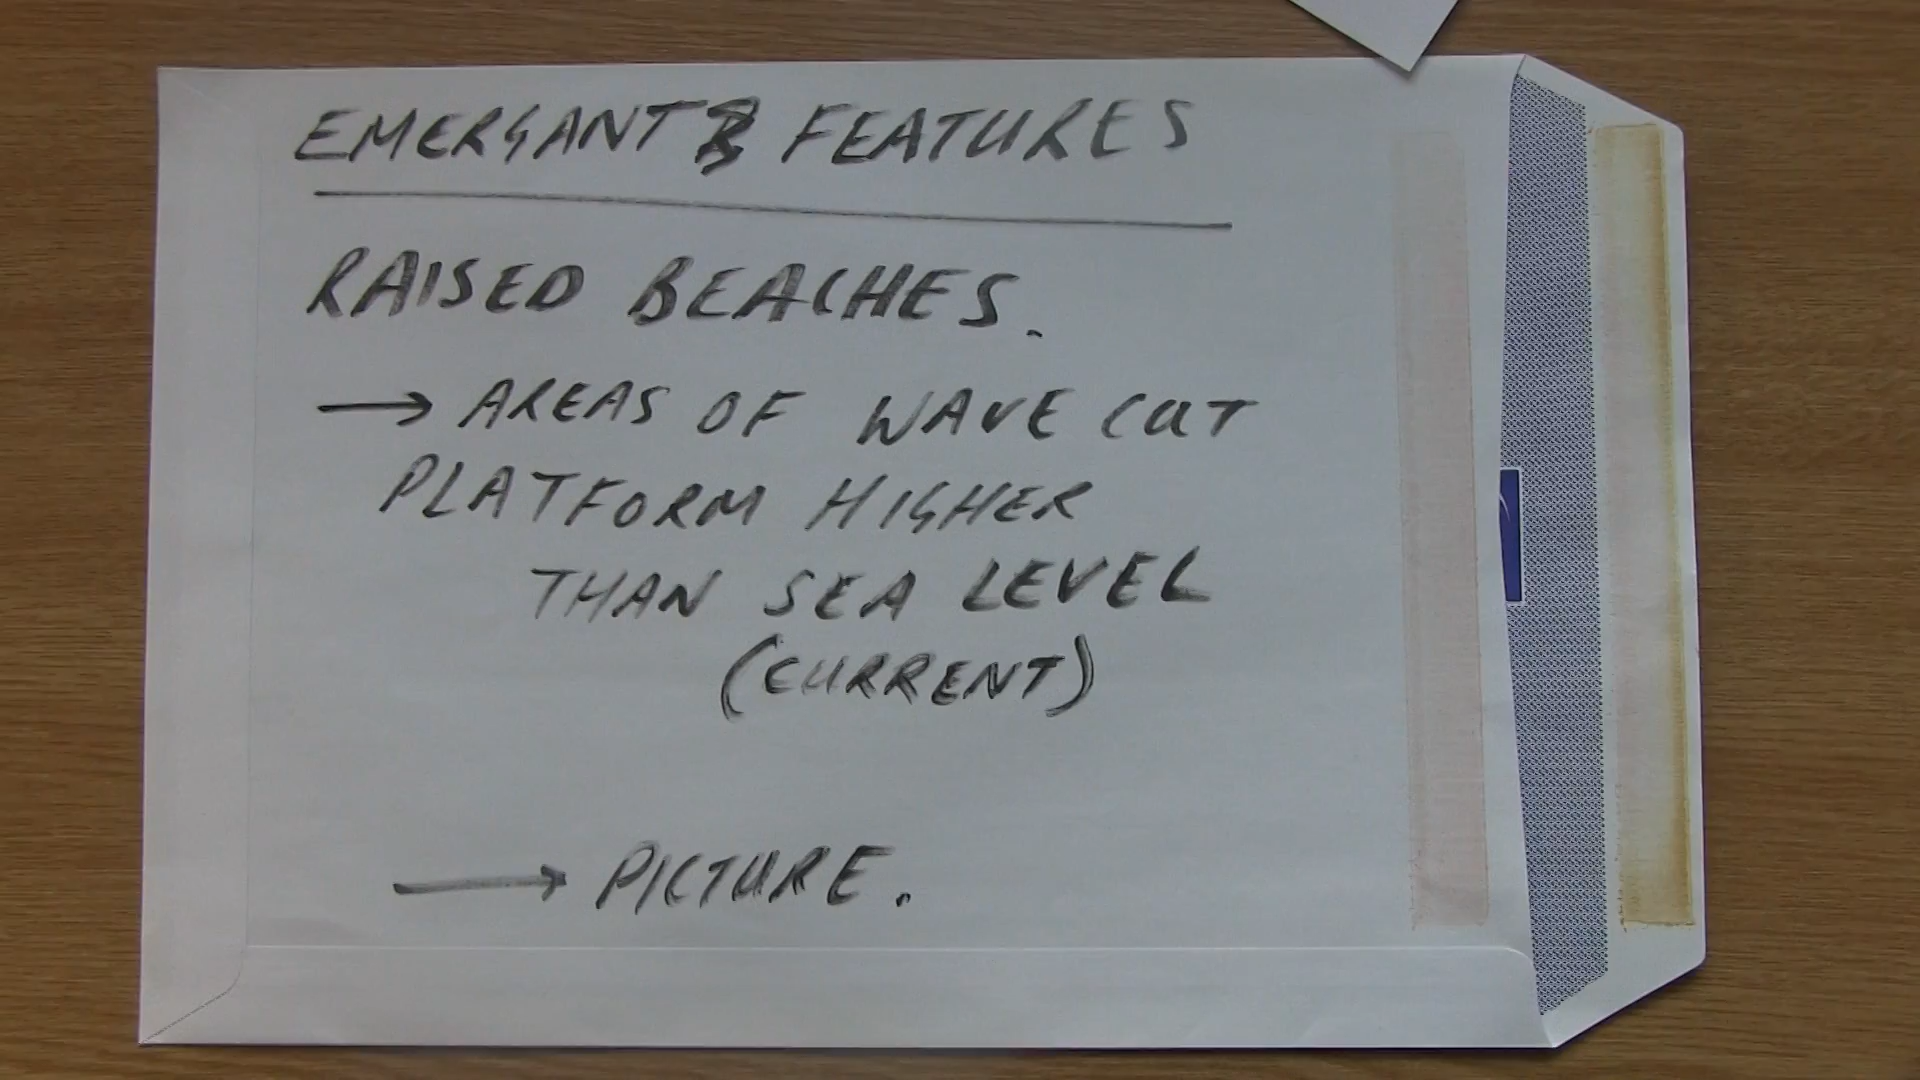 EMERGANT FEATURES
RAISED BEACHES.
→ AREAS OF WAVE CUT
PLATFORM HIGHER
THAN SEA LEVEL
(CURRENT)
→ PICTURE.